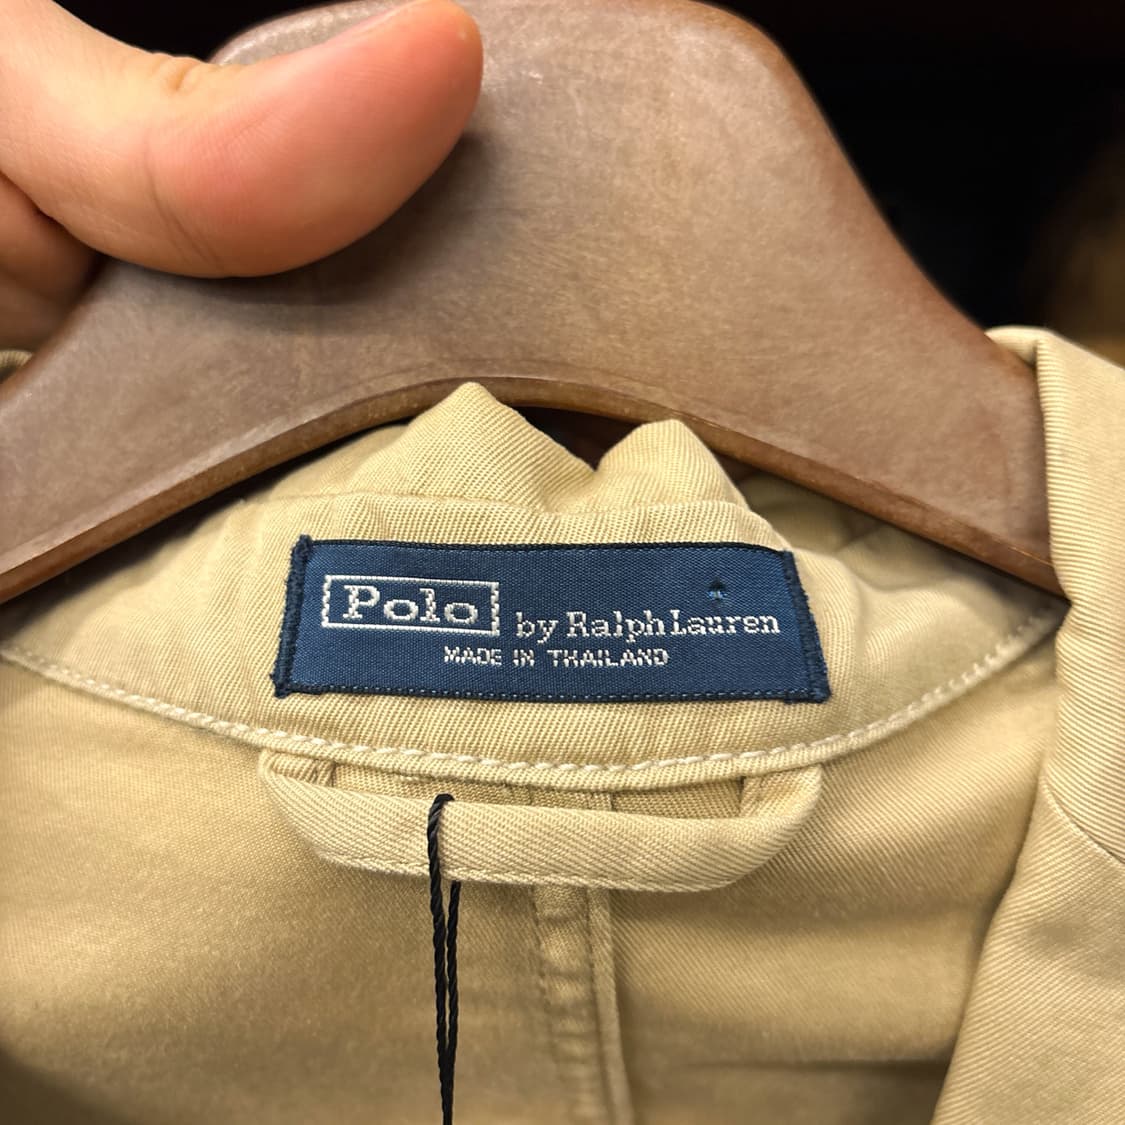 Polo by Ralph Lauren
MADE IN THAILAND